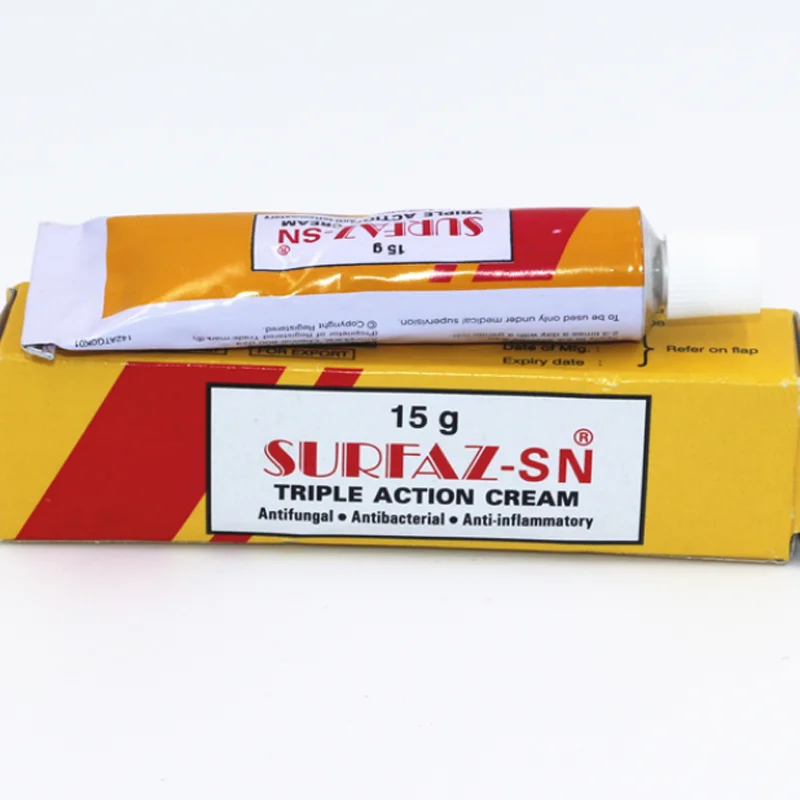 15 g
SURFAZ-SN®
TRIPLE ACTION CREAM
To be used only under medical supervision.
© Copyright Registered.
142ATGOK01
FOR EXPORT
Date of Mfg. :
Expiry date :
} Refer on flap
15 g
SURFAZ-SN®
TRIPLE ACTION CREAM
Antifungal ● Antibacterial ● Anti-inflammatory